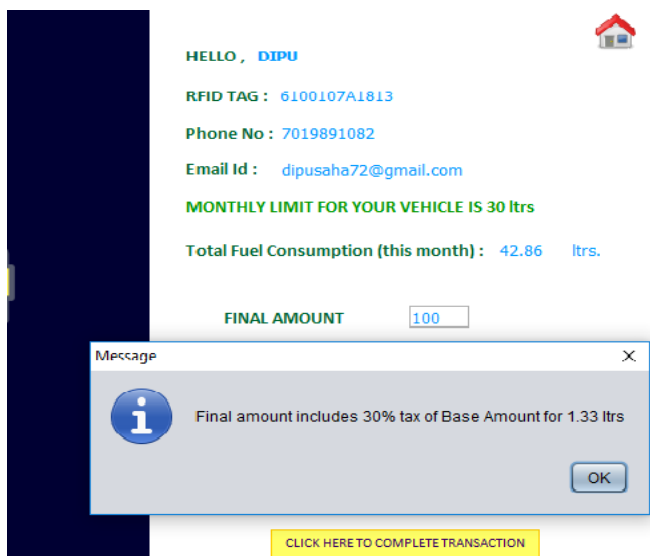 HELLO , DIPU
RFID TAG : 6100107A1813
Phone No : 7019891082
Email Id : dipusaha72@gmail.com
MONTHLY LIMIT FOR YOUR VEHICLE IS 30 ltrs
Total Fuel Consumption (this month) : 42.86 ltrs.
FINAL AMOUNT 100
Message X
Final amount includes 30% tax of Base Amount for 1.33 ltrs
OK
CLICK HERE TO COMPLETE TRANSACTION